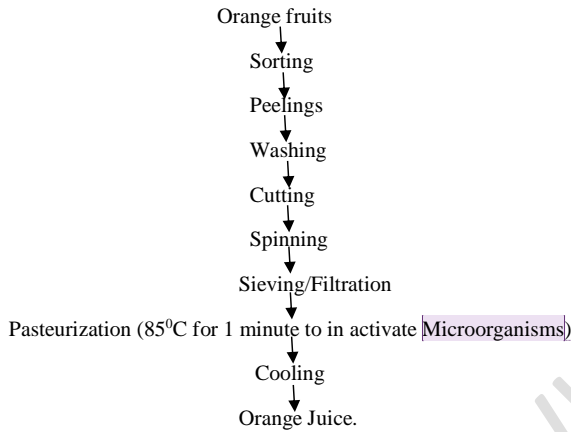 Orange fruits
Sorting
Peelings
Washing
Cutting
Spinning
Sieving/Filtration
Pasteurization (85⁰C for 1 minute to in activate Microorganisms)
Cooling
Orange Juice.